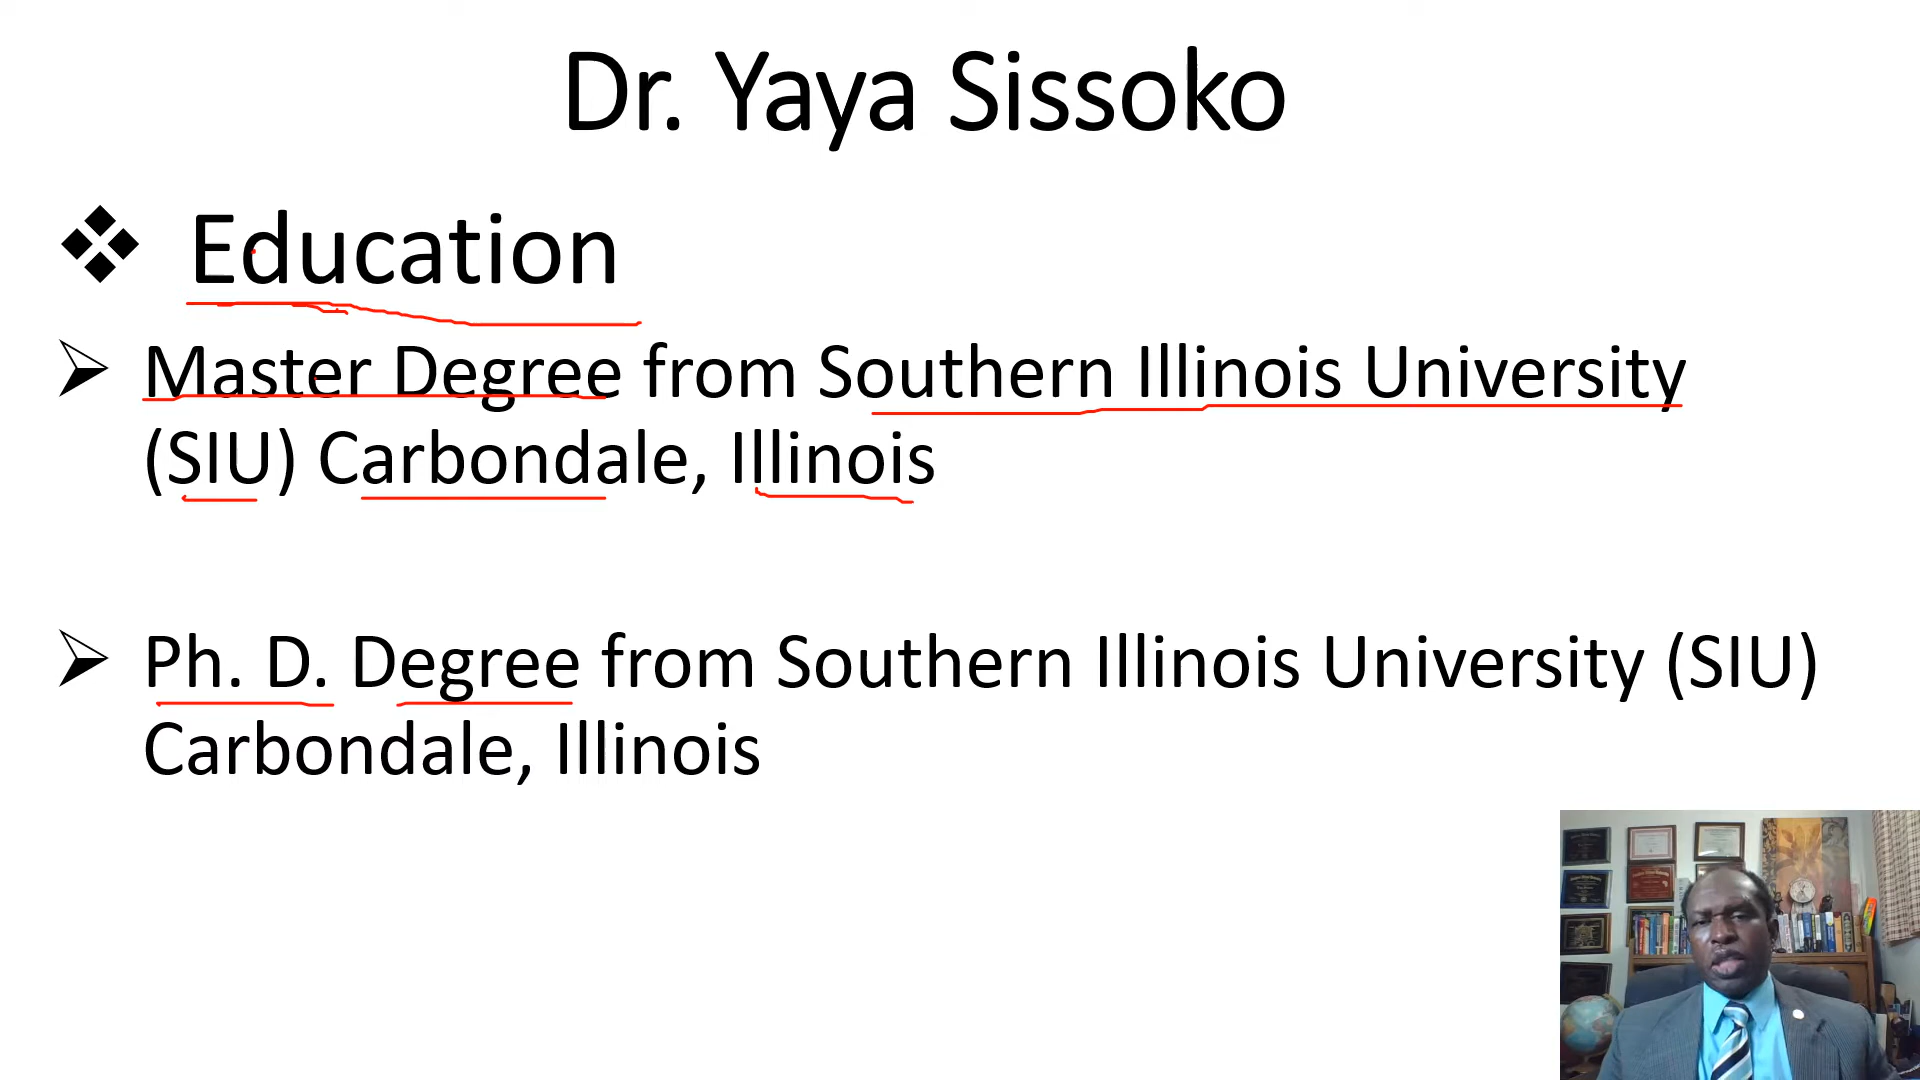 Dr. Yaya Sissoko
Education
Master Degree from Southern Illinois University
(SIU) Carbondale, Illinois
Ph. D. Degree from Southern Illinois University (SIU)
Carbondale, Illinois